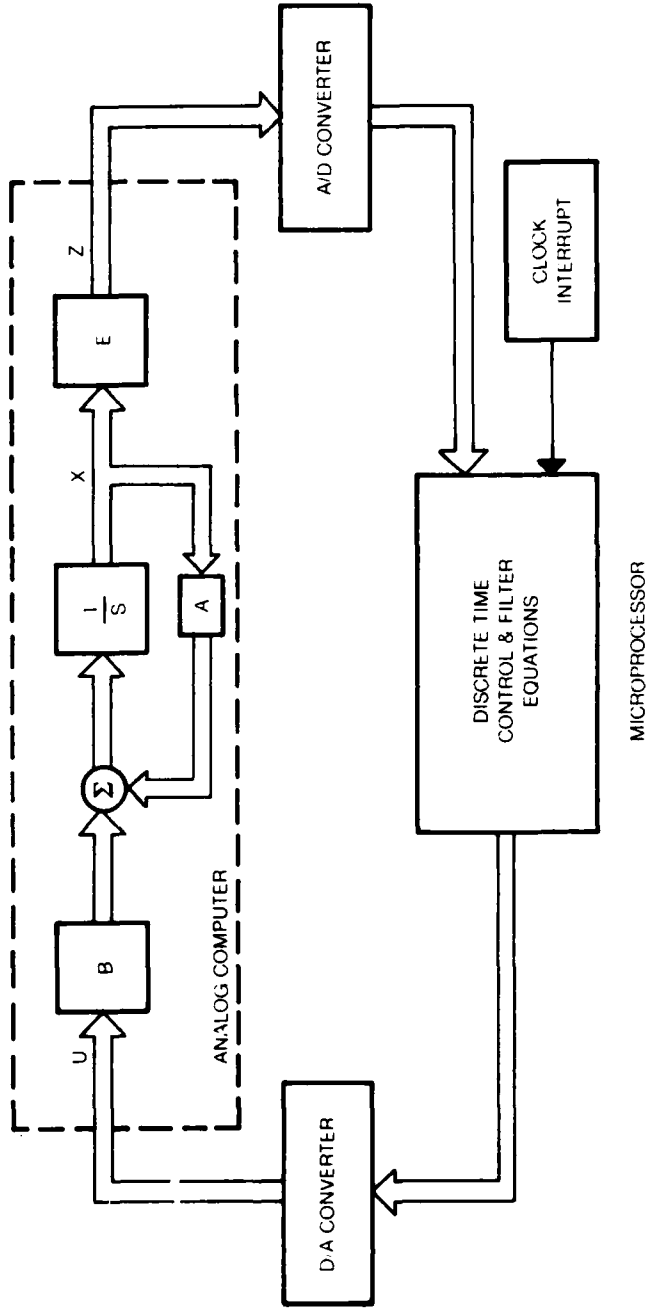 U
B
Σ
1
S
X
A
E
Z
ANALOG COMPUTER
D/A CONVERTER
A/D CONVERTER
DISCRETE TIME
CONTROL & FILTER
EQUATIONS
CLOCK
INTERRUPT
MICROPROCESSOR